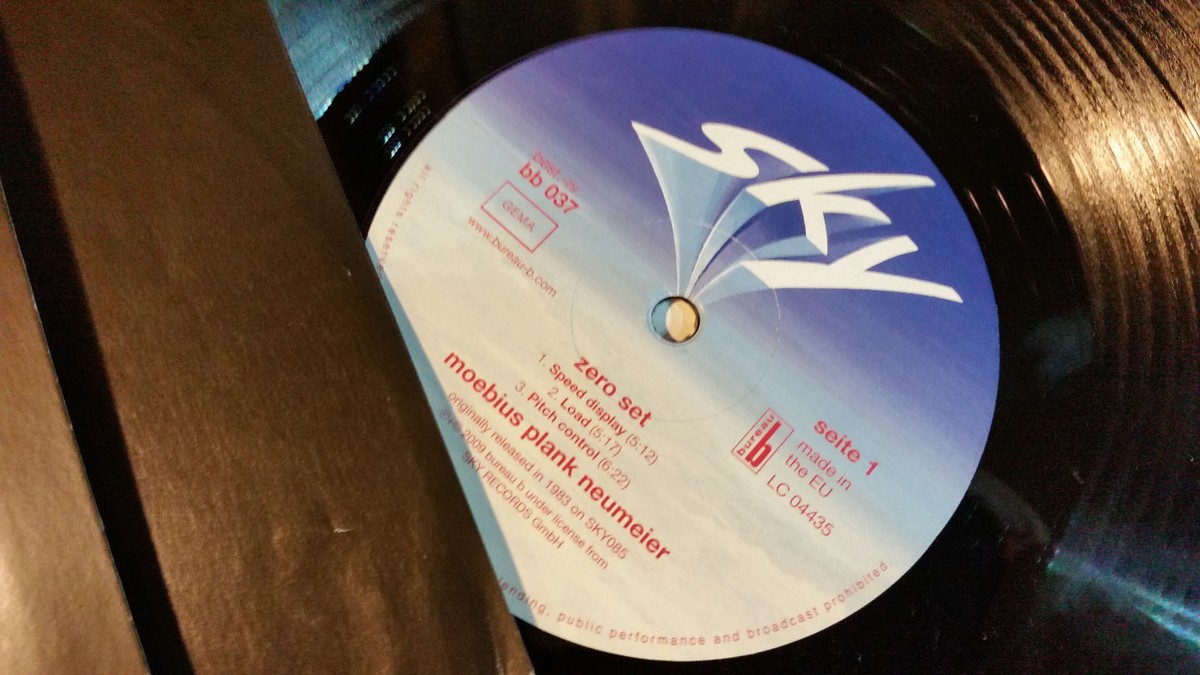 SKY
best.-nr.
bb 037
GEMA
www.bureau-b.com
zero set
1. Speed display (5:12)
2. Load (5:17)
3. Pitch control (6:22)
moebius plank neumeier
originally released in 1983 on SKY085
℗+© 2009 bureau b under license from
SKY RECORDS GmbH
bureau b
seite 1
made in
the EU
LC 04435
all rights reserve
lending, public performance and broadcast prohibited.